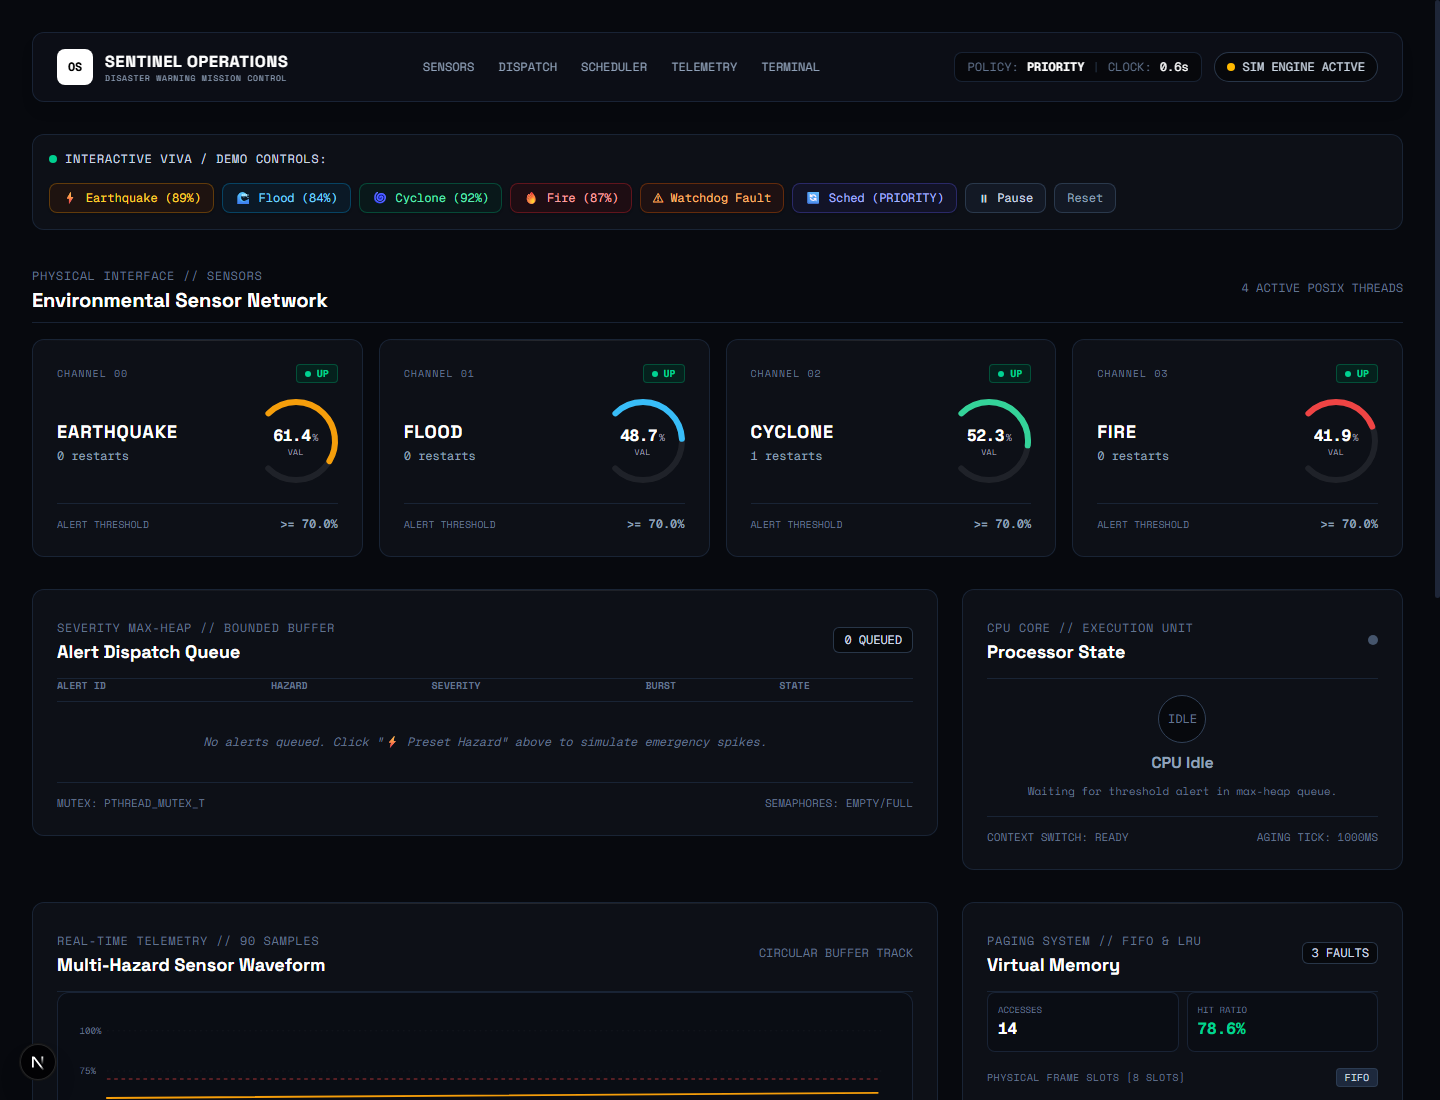 OS
SENTINEL OPERATIONS
DISASTER WARNING MISSION CONTROL
SENSORS DISPATCH SCHEDULER TELEMETRY TERMINAL
POLICY: PRIORITY | CLOCK: 0.6s
SIM ENGINE ACTIVE
INTERACTIVE VIVA / DEMO CONTROLS:
⚡ Earthquake (89%)
🌊 Flood (84%)
🌀 Cyclone (92%)
🔥 Fire (87%)
⚠ Watchdog Fault
🔄 Sched (PRIORITY)
⏸ Pause
Reset
PHYSICAL INTERFACE // SENSORS
Environmental Sensor Network
4 ACTIVE POSIX THREADS
CHANNEL 00
UP
EARTHQUAKE
0 restarts
61.4%
VAL
ALERT THRESHOLD
>= 70.0%
CHANNEL 01
UP
FLOOD
0 restarts
48.7%
VAL
ALERT THRESHOLD
>= 70.0%
CHANNEL 02
UP
CYCLONE
1 restarts
52.3%
VAL
ALERT THRESHOLD
>= 70.0%
CHANNEL 03
UP
FIRE
0 restarts
41.9%
VAL
ALERT THRESHOLD
>= 70.0%
SEVERITY MAX-HEAP // BOUNDED BUFFER
Alert Dispatch Queue
0 QUEUED
ALERT ID HAZARD SEVERITY BURST STATE
No alerts queued. Click "⚡ Preset Hazard" above to simulate emergency spikes.
MUTEX: PTHREAD_MUTEX_T
SEMAPHORES: EMPTY/FULL
CPU CORE // EXECUTION UNIT
Processor State
IDLE
CPU Idle
Waiting for threshold alert in max-heap queue.
CONTEXT SWITCH: READY
AGING TICK: 1000MS
REAL-TIME TELEMETRY // 90 SAMPLES
Multi-Hazard Sensor Waveform
CIRCULAR BUFFER TRACK
100%
75%
N
PAGING SYSTEM // FIFO & LRU
Virtual Memory
3 FAULTS
ACCESSES
14
HIT RATIO
78.6%
PHYSICAL FRAME SLOTS [8 SLOTS]
FIFO